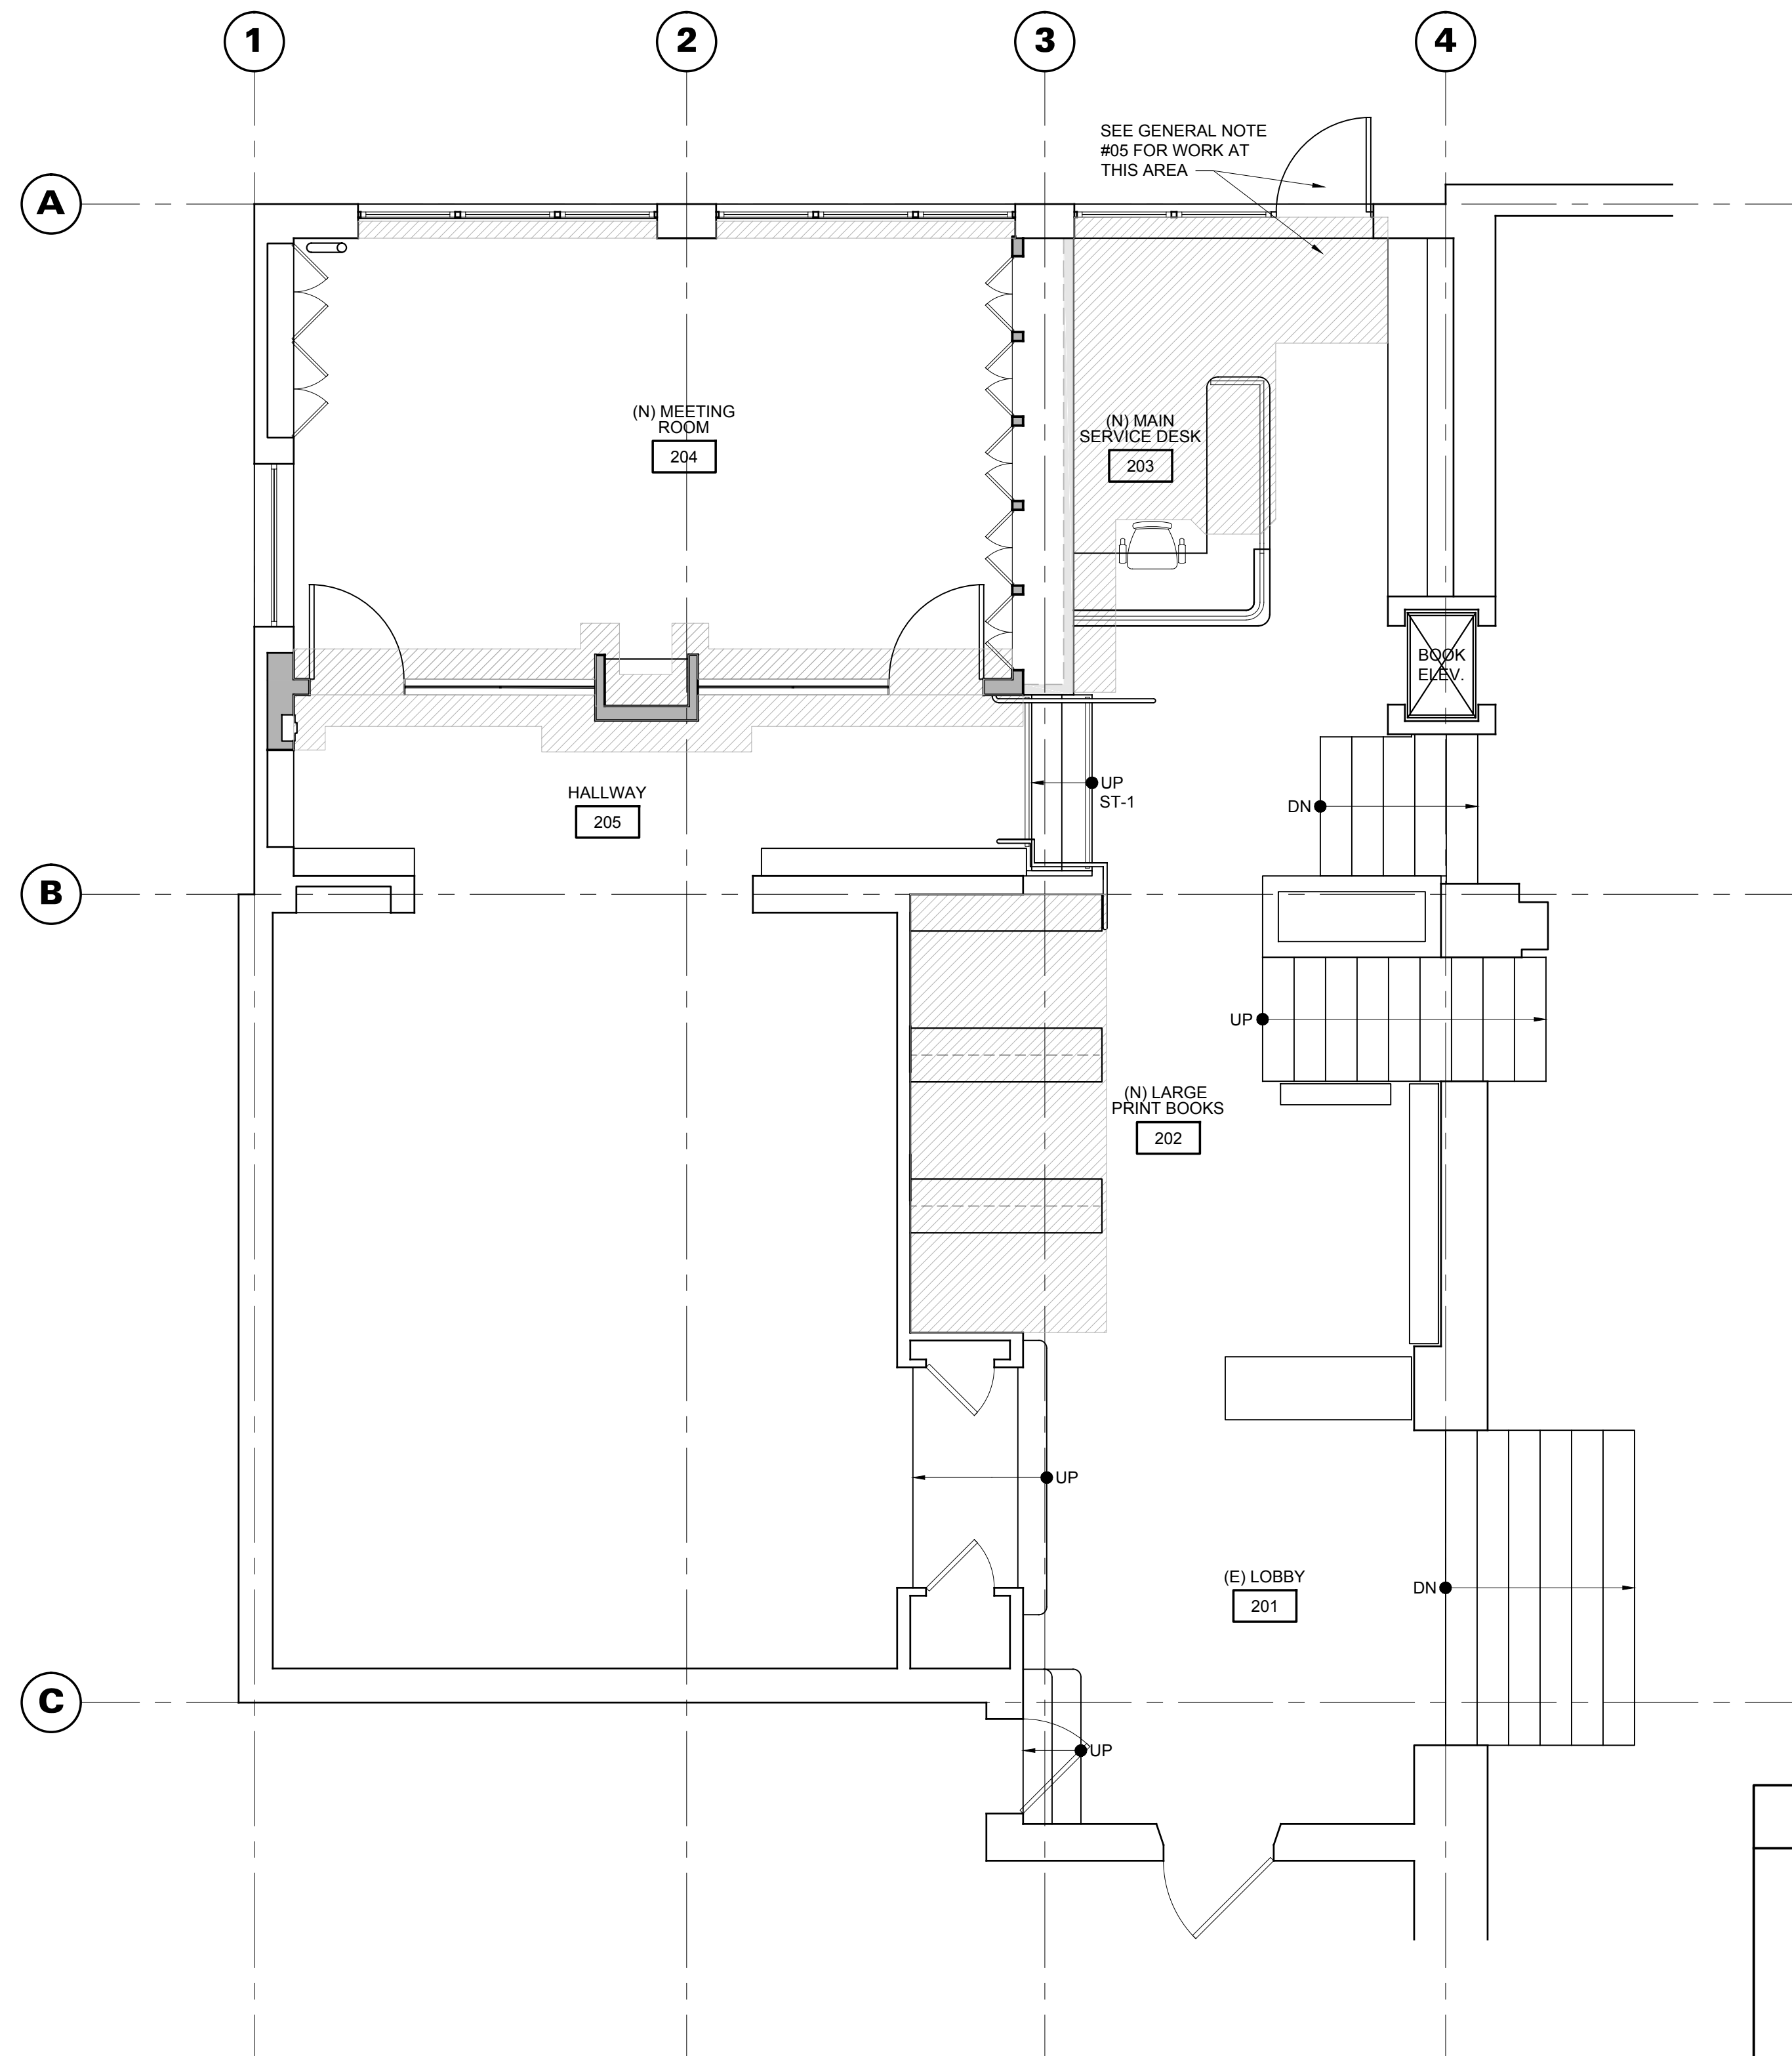 1
2
3
4
SEE GENERAL NOTE
#05 FOR WORK AT
THIS AREA
A
(N) MEETING
ROOM
204
(N) MAIN
SERVICE DESK
203
BOOK
ELEV.
UP
ST-1
DN
HALLWAY
205
B
UP
(N) LARGE
PRINT BOOKS
202
UP
(E) LOBBY
201
DN
C
UP